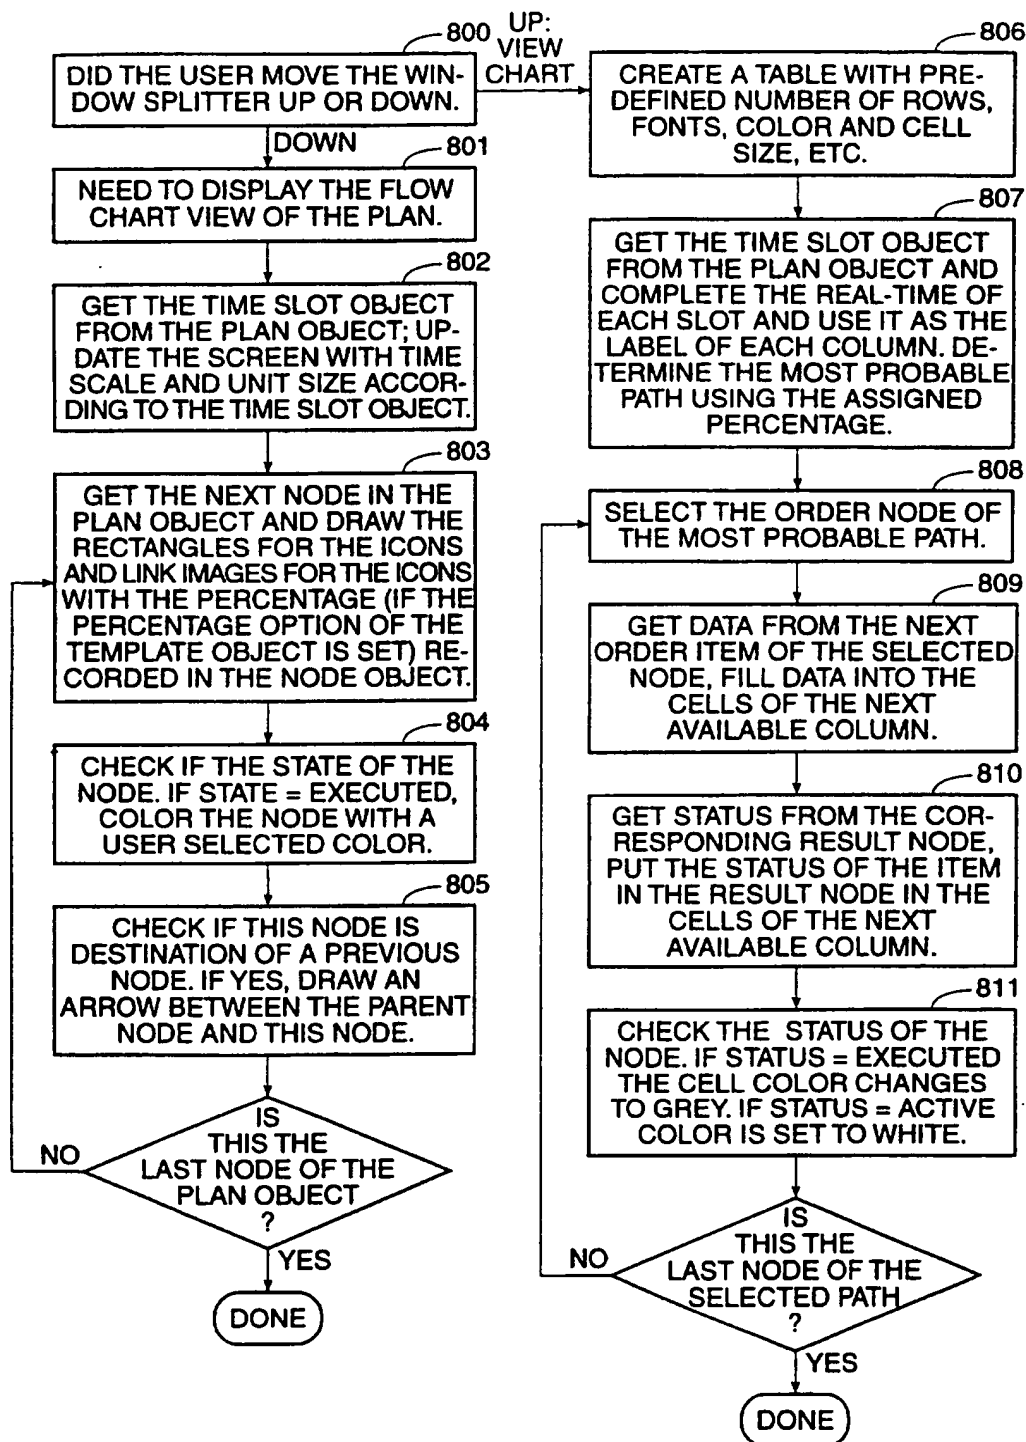 800
DID THE USER MOVE THE WIN-
DOW SPLITTER UP OR DOWN.
UP:
VIEW
CHART
DOWN
801
NEED TO DISPLAY THE FLOW
CHART VIEW OF THE PLAN.
802
GET THE TIME SLOT OBJECT
FROM THE PLAN OBJECT; UP-
DATE THE SCREEN WITH TIME
SCALE AND UNIT SIZE ACCOR-
DING TO THE TIME SLOT OBJECT.
803
GET THE NEXT NODE IN THE
PLAN OBJECT AND DRAW THE
RECTANGLES FOR THE ICONS
AND LINK IMAGES FOR THE ICONS
WITH THE PERCENTAGE (IF THE
PERCENTAGE OPTION OF THE
TEMPLATE OBJECT IS SET) RE-
CORDED IN THE NODE OBJECT.
804
CHECK IF THE STATE OF THE
NODE. IF STATE = EXECUTED,
COLOR THE NODE WITH A
USER SELECTED COLOR.
805
CHECK IF THIS NODE IS
DESTINATION OF A PREVIOUS
NODE. IF YES, DRAW AN
ARROW BETWEEN THE PARENT
NODE AND THIS NODE.
IS
THIS THE
LAST NODE OF THE
PLAN OBJECT
?
NO
YES
DONE
806
CREATE A TABLE WITH PRE-
DEFINED NUMBER OF ROWS,
FONTS, COLOR AND CELL
SIZE, ETC.
807
GET THE TIME SLOT OBJECT
FROM THE PLAN OBJECT AND
COMPLETE THE REAL-TIME OF
EACH SLOT AND USE IT AS THE
LABEL OF EACH COLUMN. DE-
TERMINE THE MOST PROBABLE
PATH USING THE ASSIGNED
PERCENTAGE.
808
SELECT THE ORDER NODE OF
THE MOST PROBABLE PATH.
809
GET DATA FROM THE NEXT
ORDER ITEM OF THE SELECTED
NODE, FILL DATA INTO THE
CELLS OF THE NEXT
AVAILABLE COLUMN.
810
GET STATUS FROM THE COR-
RESPONDING RESULT NODE,
PUT THE STATUS OF THE ITEM
IN THE RESULT NODE IN THE
CELLS OF THE NEXT
AVAILABLE COLUMN.
811
CHECK THE STATUS OF THE
NODE. IF STATUS = EXECUTED
THE CELL COLOR CHANGES
TO GREY. IF STATUS = ACTIVE
COLOR IS SET TO WHITE.
IS
THIS THE
LAST NODE OF THE
SELECTED PATH
?
NO
YES
DONE